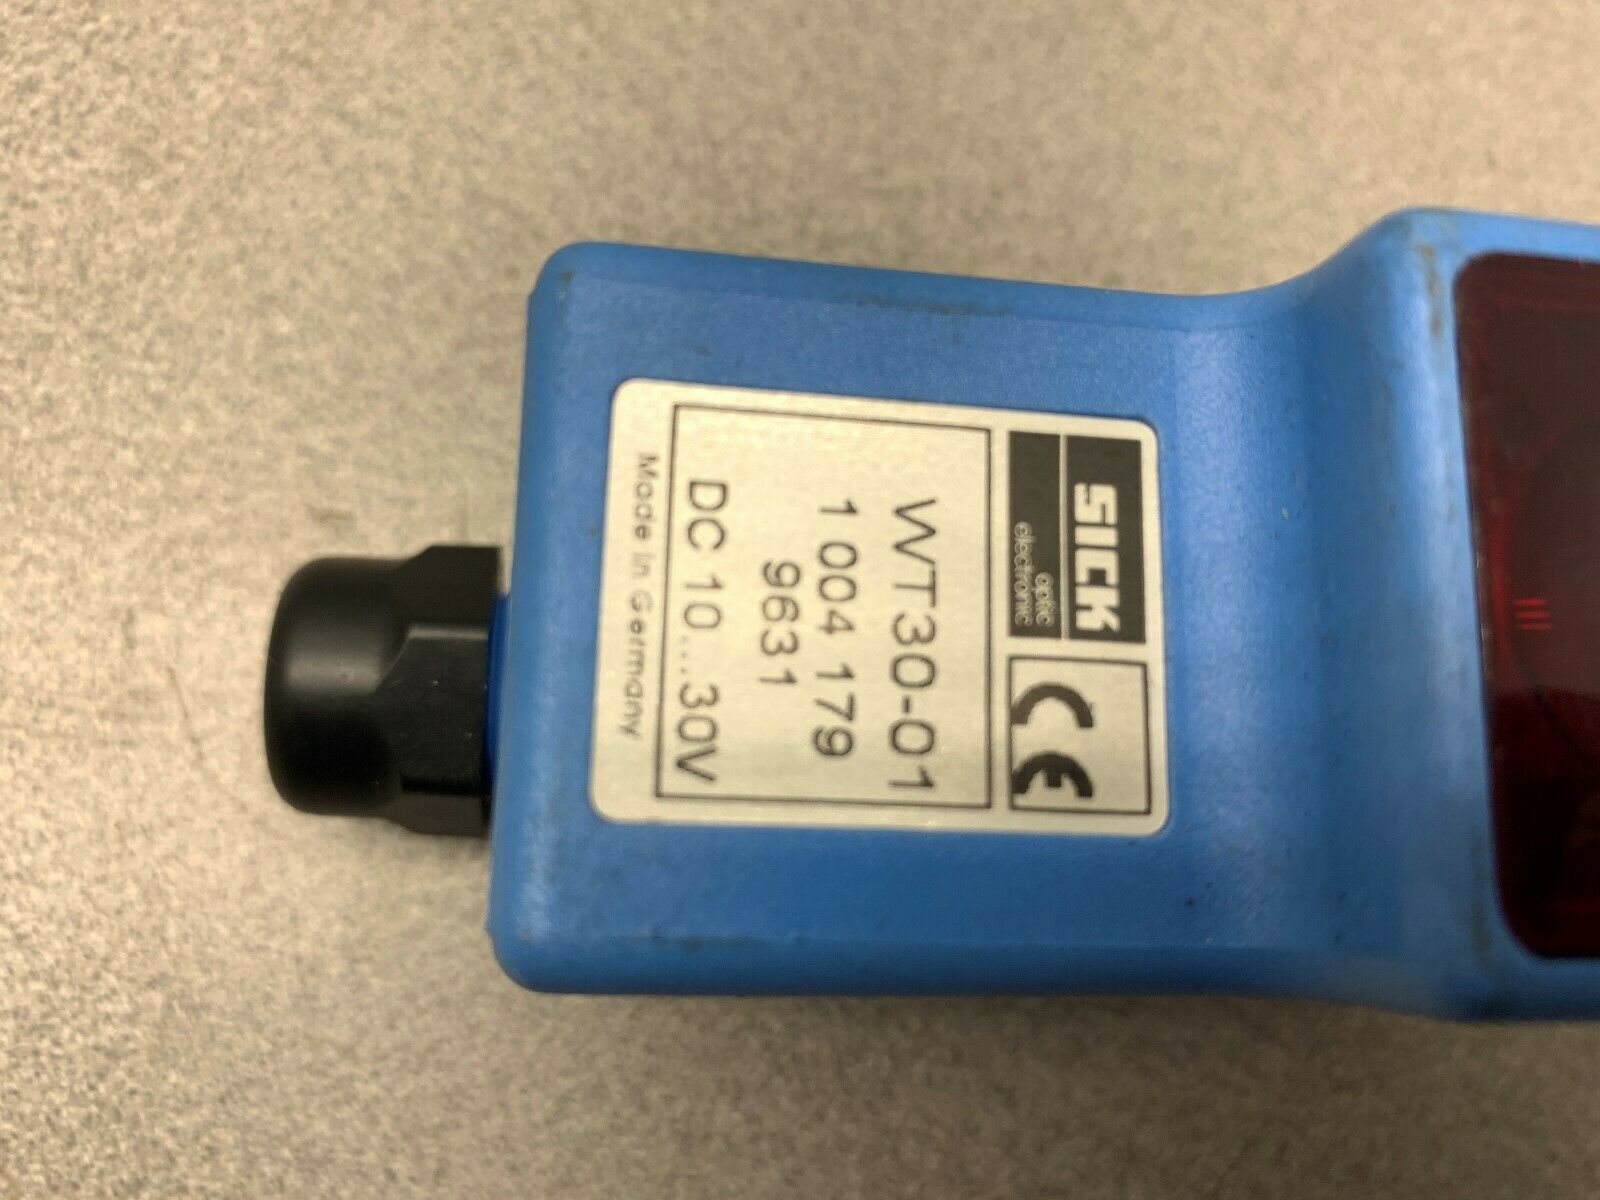 SICK
optic
electronic
CE
WT30-01
1 004 179
9631
DC 10...30V
Made in Germany